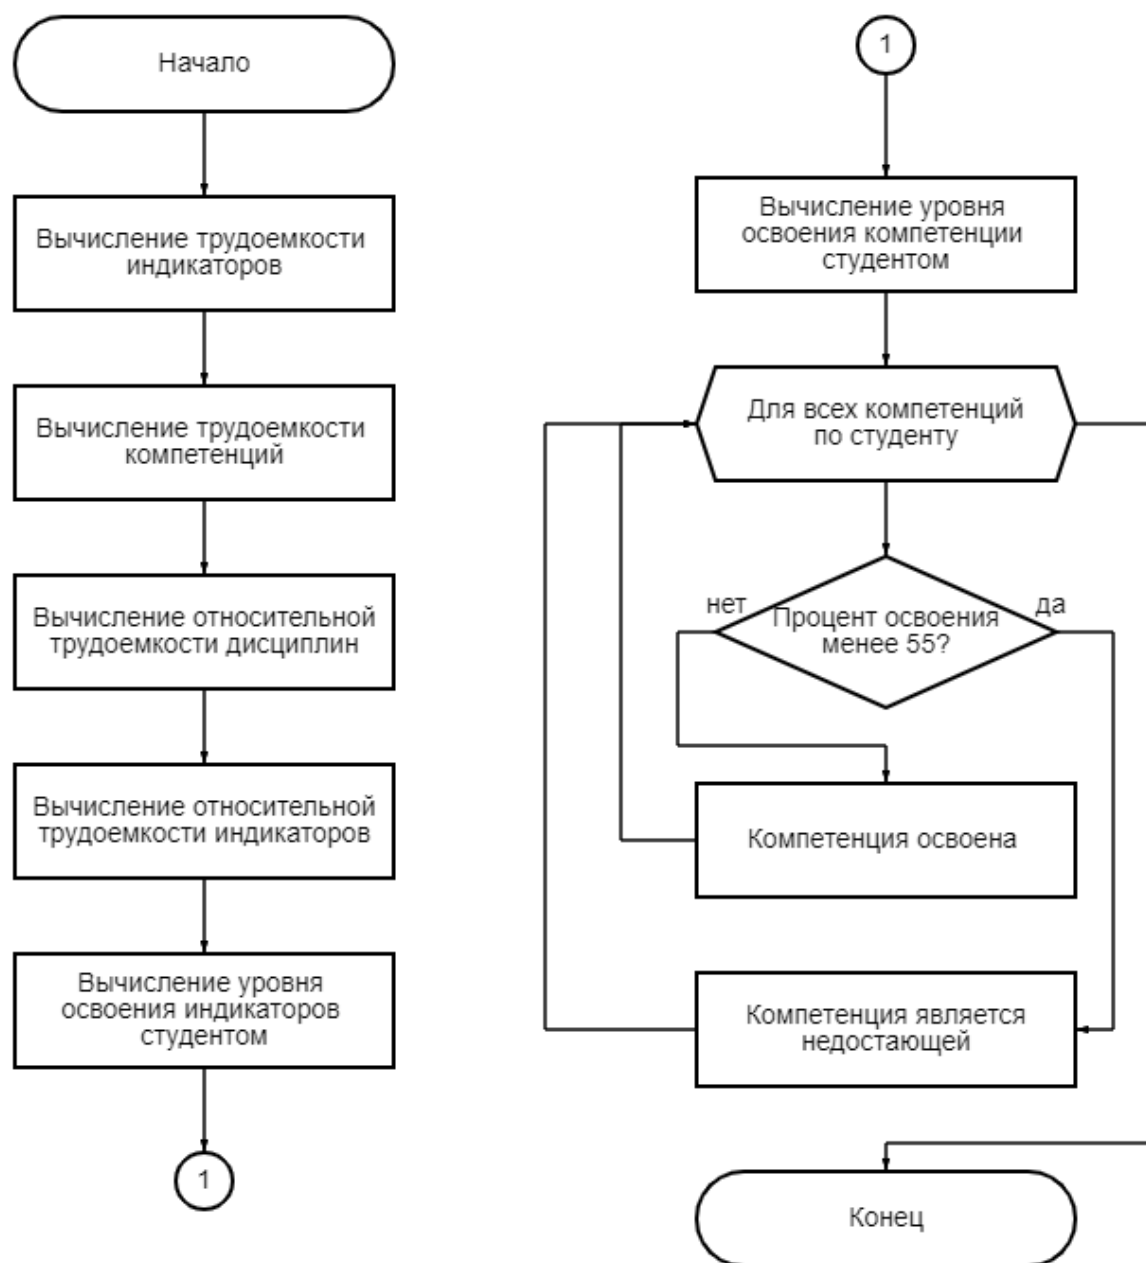 Начало
Вычисление трудоемкости
индикаторов
Вычисление трудоемкости
компетенций
Вычисление относительной
трудоемкости дисциплин
Вычисление относительной
трудоемкости индикаторов
Вычисление уровня
освоения индикаторов
студентом
1
1
Вычисление уровня
освоения компетенции
студентом
Для всех компетенций
по студенту
нет
Процент освоения
менее 55?
да
Компетенция освоена
Компетенция является
недостающей
Конец